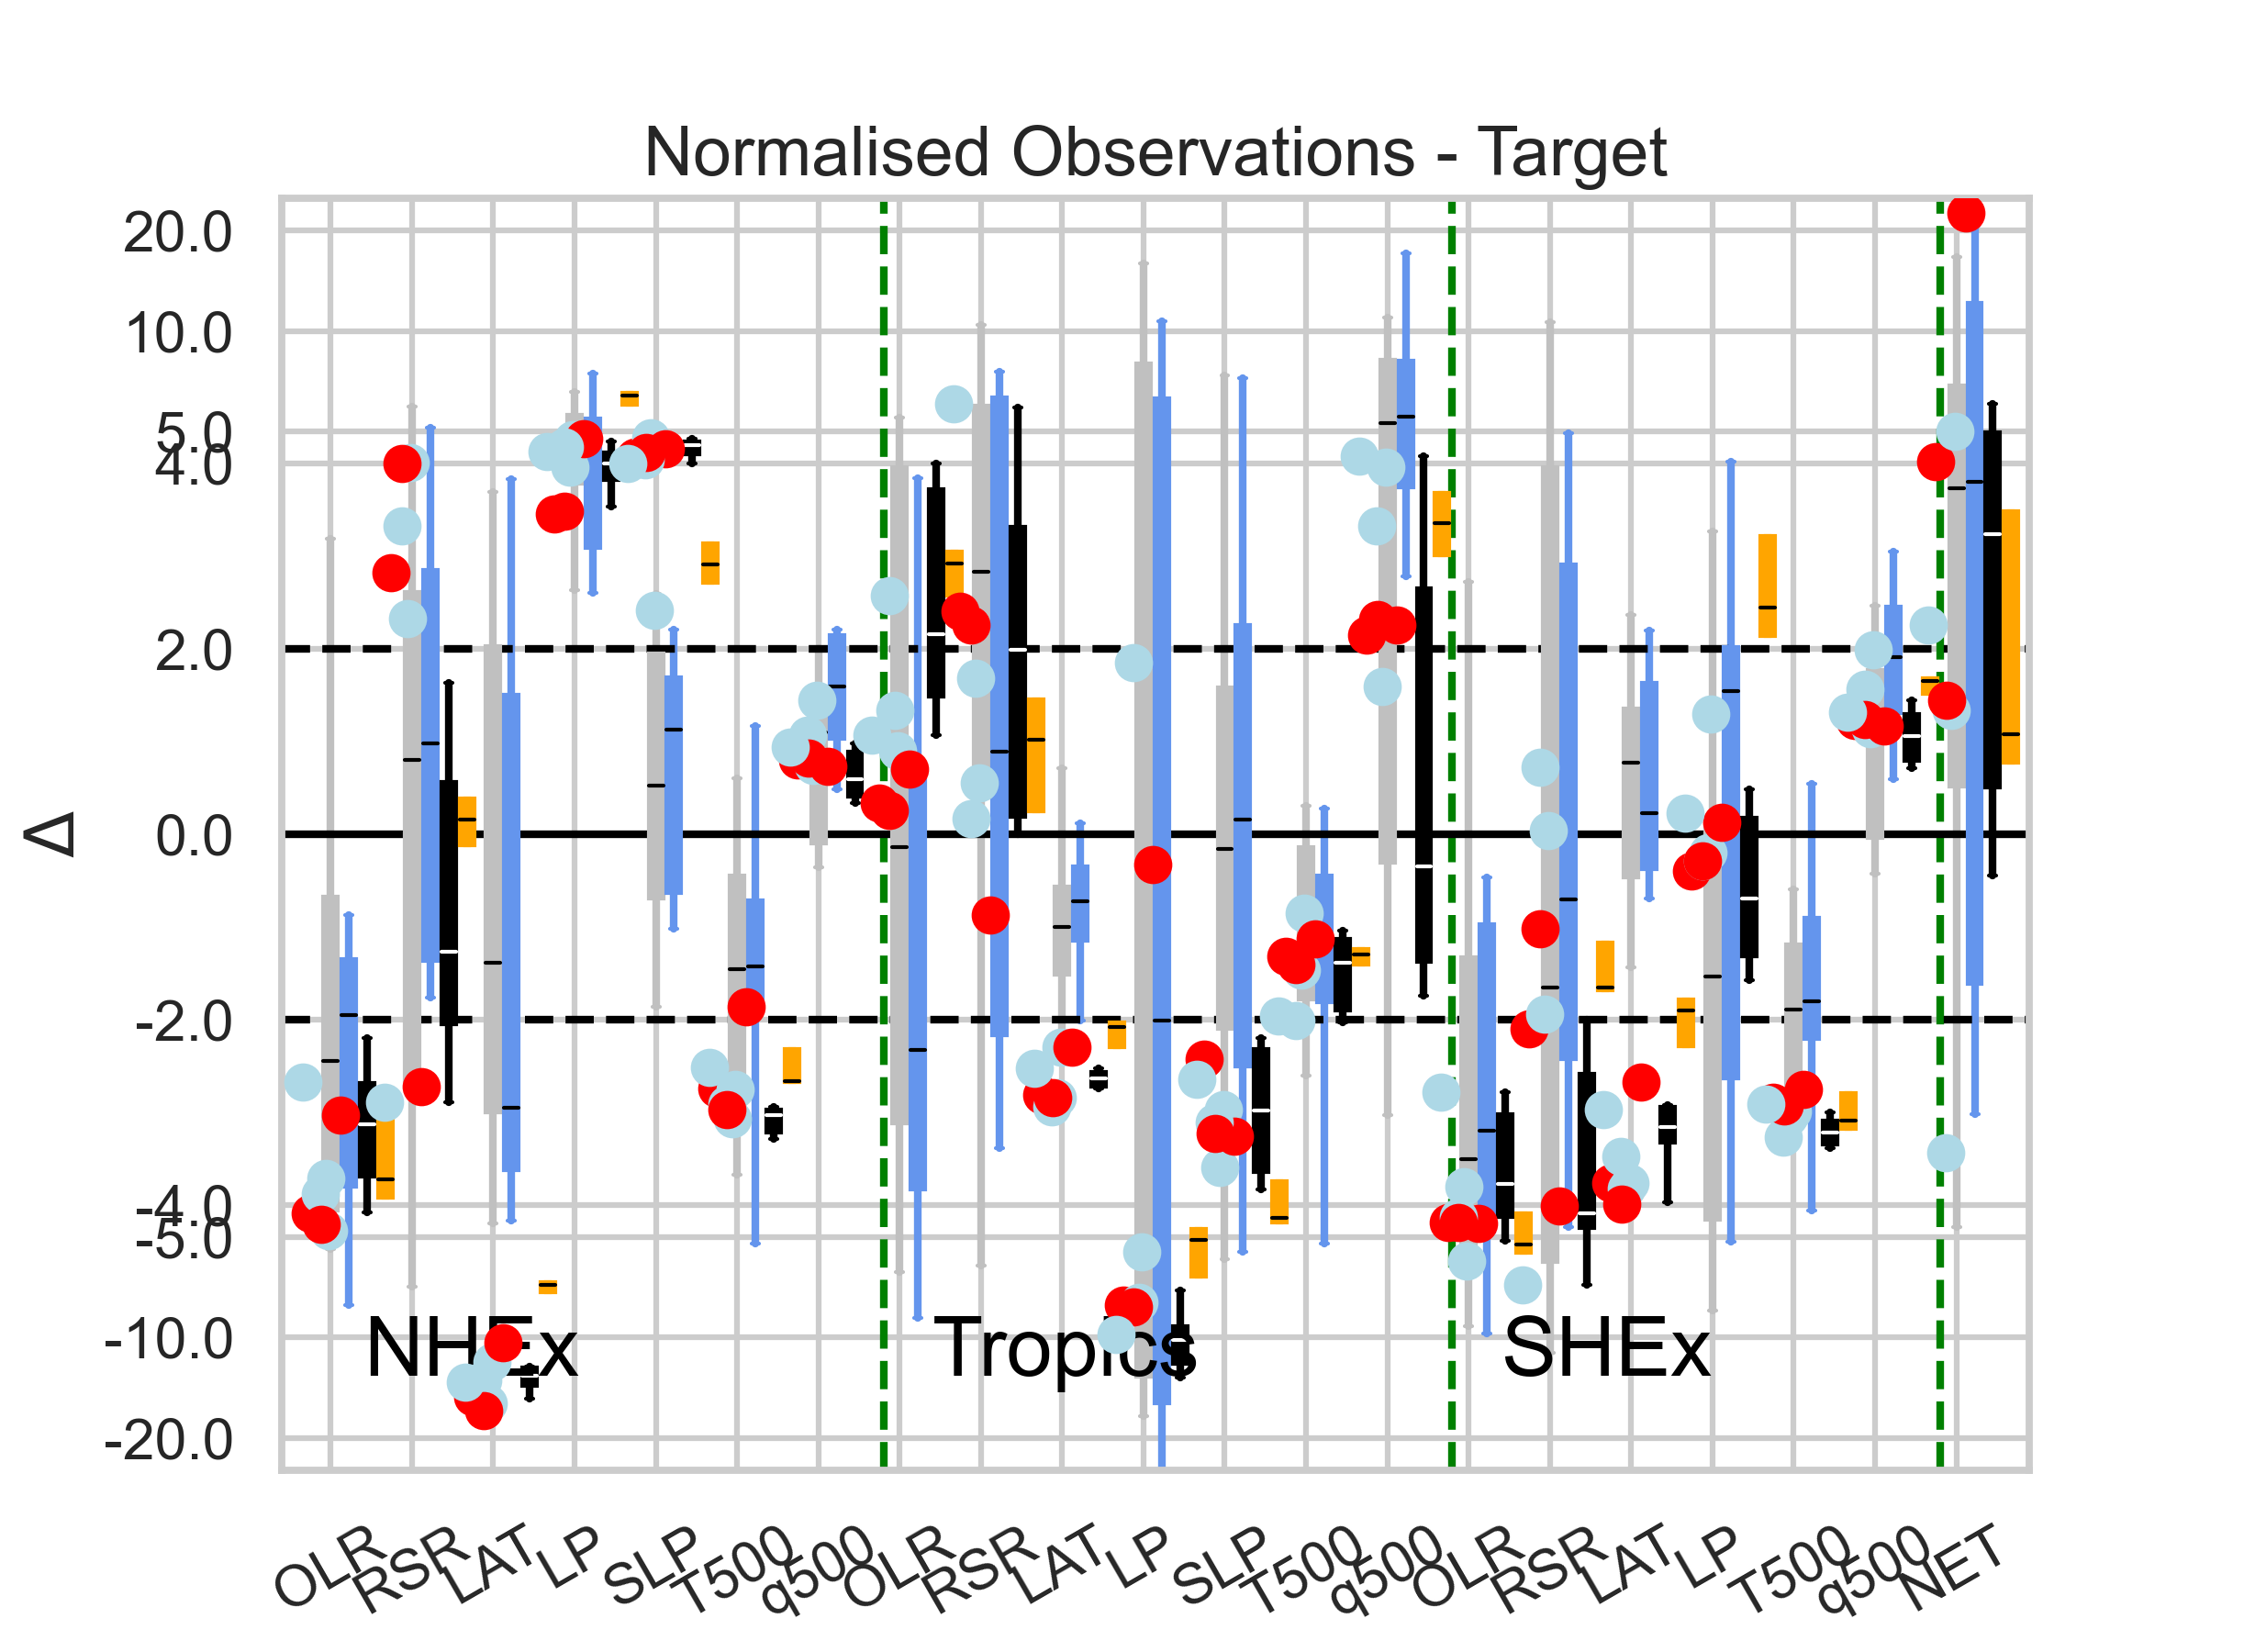 Normalised Observations - Target
20.0
10.0
5.0
4.0
2.0
0.0
-2.0
-4.0
-5.0
-10.0
-20.0
Δ
NHEx Tropics SHEx
OLR RSR LAT LP SLP T500 q500 OLR RSR LAT LP SLP T500 q500 OLR RSR LAT LP T500 q500 NET